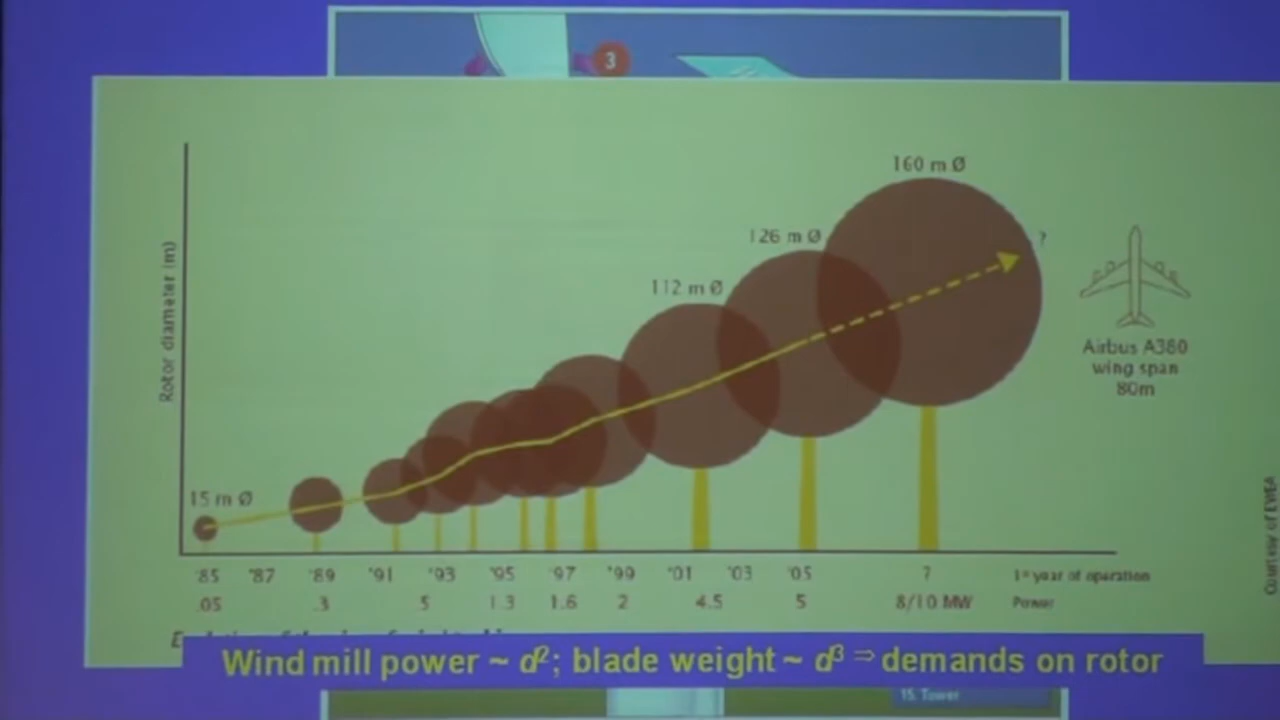 3
160 m Ø
126 m Ø
?
112 m Ø
Rotor diamater (m)
Airbus A380
wing span
80m
15 m Ø
'85 '87 '89 '91 '93 '95 '97 '99 '01 '03 '05 ? 1st year of operation
.05 .3 .5 1.3 1.6 2 4.5 5 8/10 MW Power
Courtesy of EWEA
Wind mill power ~ d²; blade weight ~ d³ ⇒ demands on rotor
15. Tower